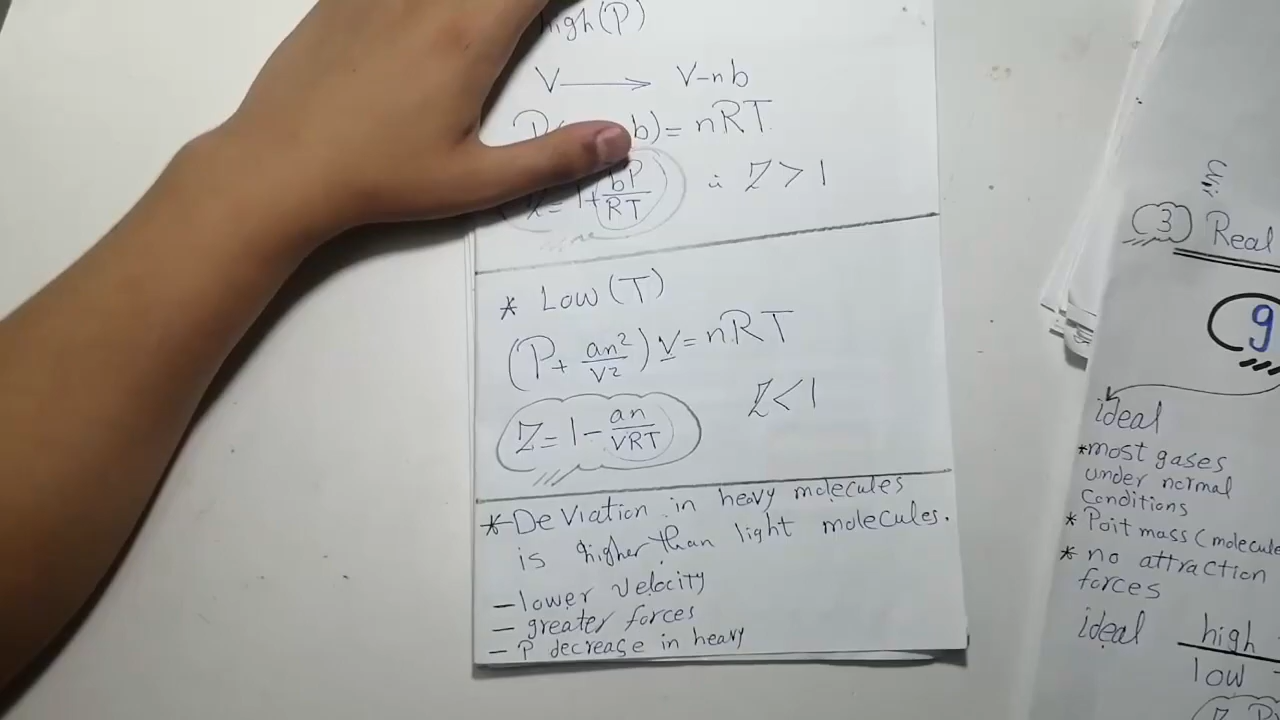 high(P)
V → V-nb
P( b) = nRT
Z = 1 + bP/RT ∴ Z > 1
* Low (T)
(P + an²/V²) V = nRT
Z = 1 - an/VRT Z < 1
* Deviation in heavy molecules
is higher than light molecules.
- lower velocity
- greater forces
- P decrease in heavy
(3) Real
g
ideal
*most gases
under normal
Conditions
* Poit mass (molecule
* no attraction
forces
ideal high
low